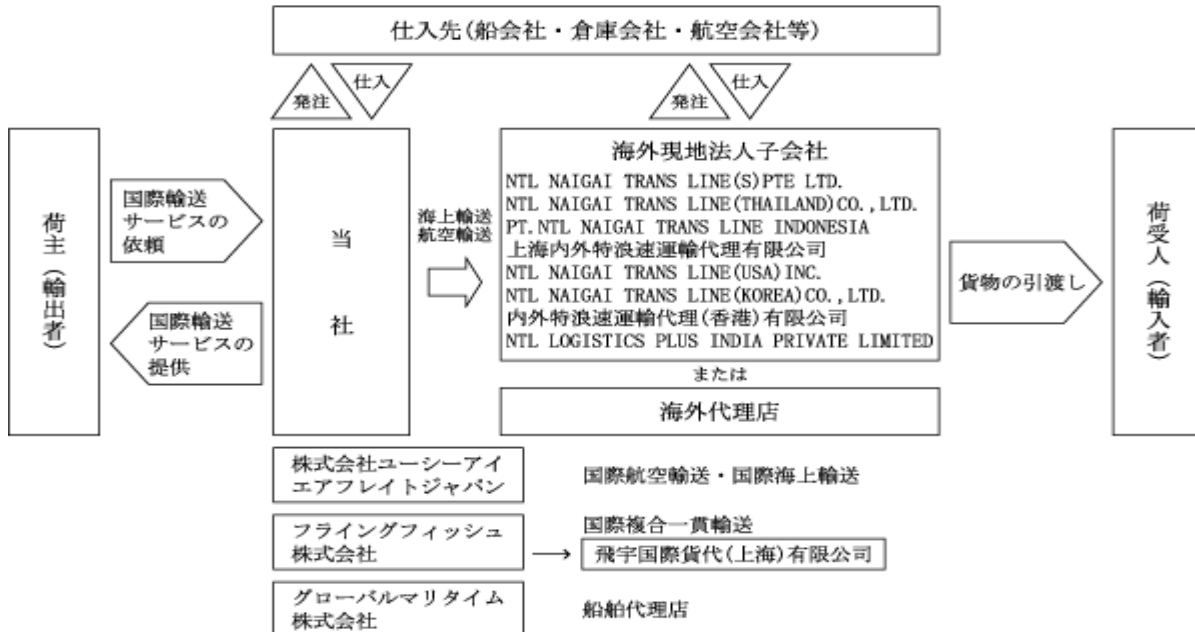 仕入先(船会社・倉庫会社・航空会社等)
発注
仕入
発注
仕入
荷主(輸出者)
国際輸送
サービスの
依頼
国際輸送
サービスの
提供
当社
海上輸送
航空輸送
海外現地法人子会社
NTL NAIGAI TRANS LINE(S)PTE LTD.
NTL NAIGAI TRANS LINE(THAILAND)CO.,LTD.
PT.NTL NAIGAI TRANS LINE INDONESIA
上海内外特浪速運輸代理有限公司
NTL NAIGAI TRANS LINE(USA)INC.
NTL NAIGAI TRANS LINE(KOREA)CO.,LTD.
内外特浪速運輸代理(香港)有限公司
NTL LOGISTICS PLUS INDIA PRIVATE LIMITED
または
海外代理店
貨物の引渡し
荷受人(輸入者)
株式会社ユーシーアイ
エアフレイトジャパン
国際航空輸送・国際海上輸送
フライングフィッシュ
株式会社
国際複合一貫輸送
飛宇国際貨代(上海)有限公司
グローバルマリタイム
株式会社
船舶代理店